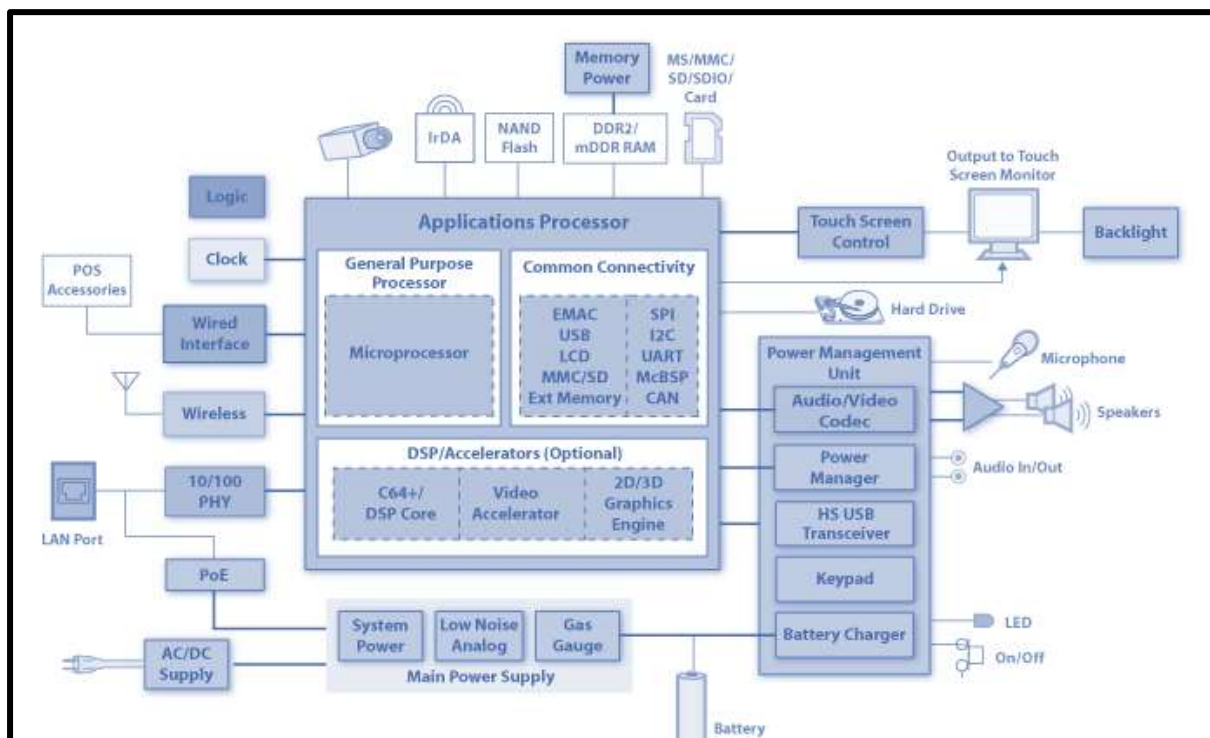 Memory
Power
MS/MMC/
SD/SDIO/
Card
IrDA
NAND
Flash
DDR2/
mDDR RAM
Output to Touch
Screen Monitor
Logic
Applications Processor
Touch Screen
Control
Backlight
Clock
POS
Accessories
General Purpose
Processor
Common Connectivity
Wired
Interface
Microprocessor
EMAC
USB
LCD
MMC/SD
Ext Memory
SPI
I2C
UART
McBSP
CAN
Hard Drive
Power Management
Unit
Microphone
Wireless
Audio/Video
Codec
Speakers
DSP/Accelerators (Optional)
10/100
PHY
C64+/
DSP Core
Video
Accelerator
2D/3D
Graphics
Engine
Power
Manager
Audio In/Out
LAN Port
HS USB
Transceiver
PoE
Keypad
System
Power
Low Noise
Analog
Gas
Gauge
Battery Charger
LED
On/Off
AC/DC
Supply
Main Power Supply
Battery